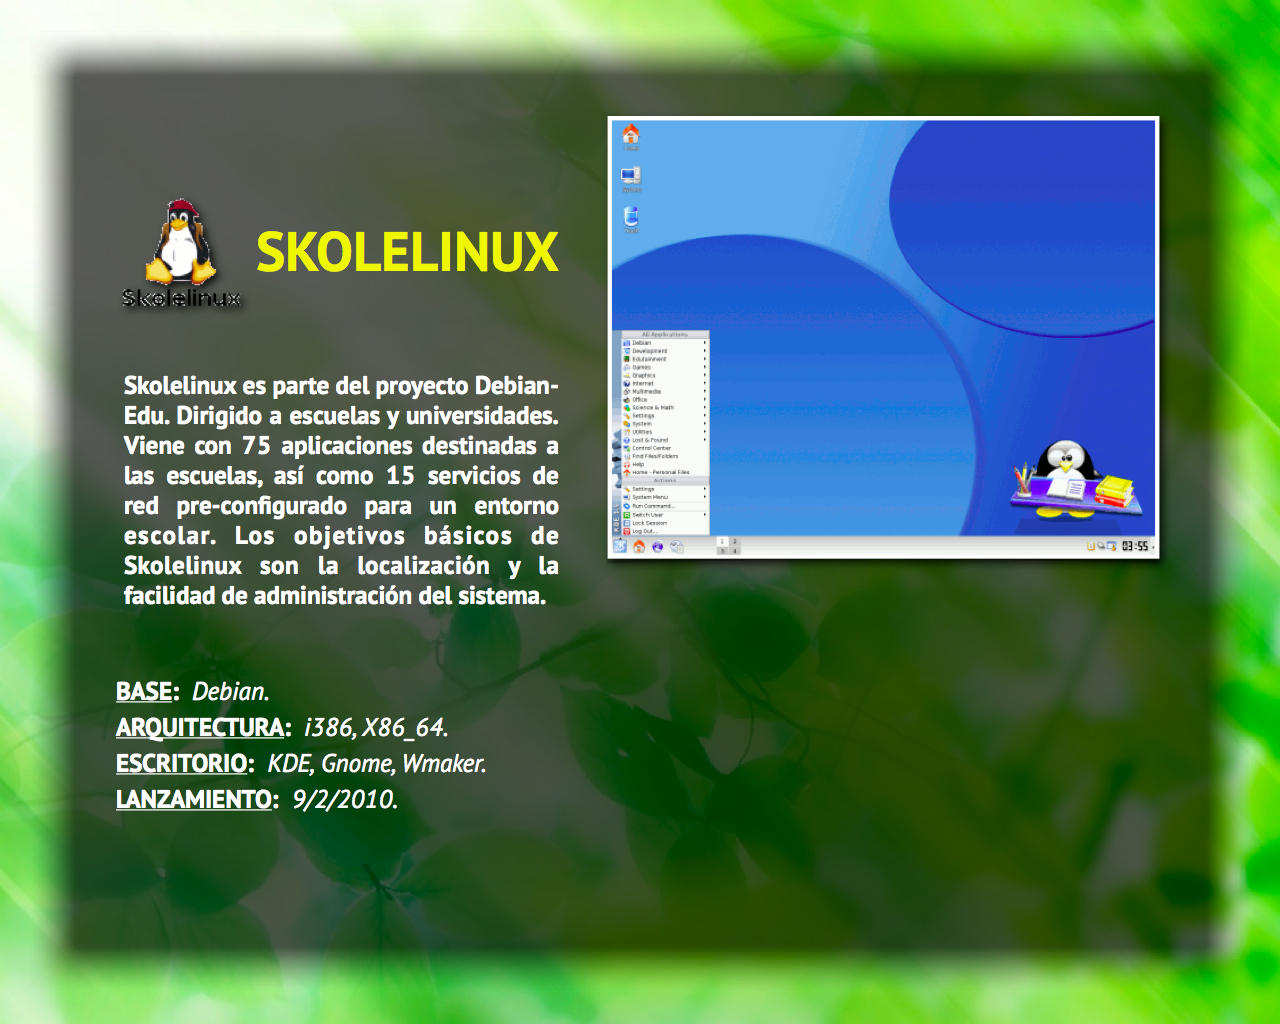 Skolelinux
SKOLELINUX
Skolelinux es parte del proyecto Debian-
Edu. Dirigido a escuelas y universidades.
Viene con 75 aplicaciones destinadas a
las escuelas, así como 15 servicios de
red pre-configurado para un entorno
escolar. Los objetivos básicos de
Skolelinux son la localización y la
facilidad de administración del sistema.
BASE: Debian.
ARQUITECTURA: i386, X86_64.
ESCRITORIO: KDE, Gnome, Wmaker.
LANZAMIENTO: 9/2/2010.
All Applications
Debian
Development
Edutainment
Games
Graphics
Internet
Multimedia
Office
Science & Math
Settings
System
Utilities
Lost & Found
Control Center
Find Files/Folders
Help
Home - Personal Files
Actions
Settings
System Menu
Run Command...
Switch User
Lock Session
Log Out...
1 2
3 4
03:55